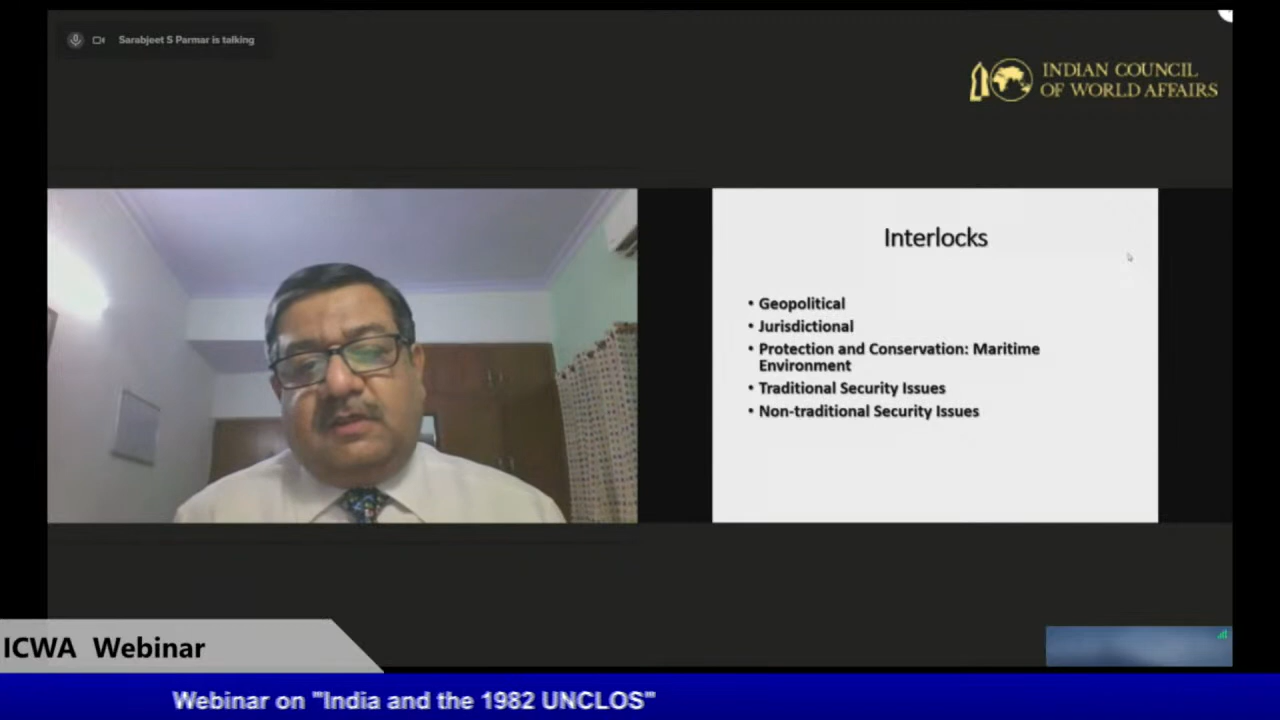 Sarabjeet S Parmar is talking
INDIAN COUNCIL
OF WORLD AFFAIRS
Interlocks
• Geopolitical
• Jurisdictional
• Protection and Conservation: Maritime
Environment
• Traditional Security Issues
• Non-traditional Security Issues
ICWA Webinar
Webinar on "India and the 1982 UNCLOS"